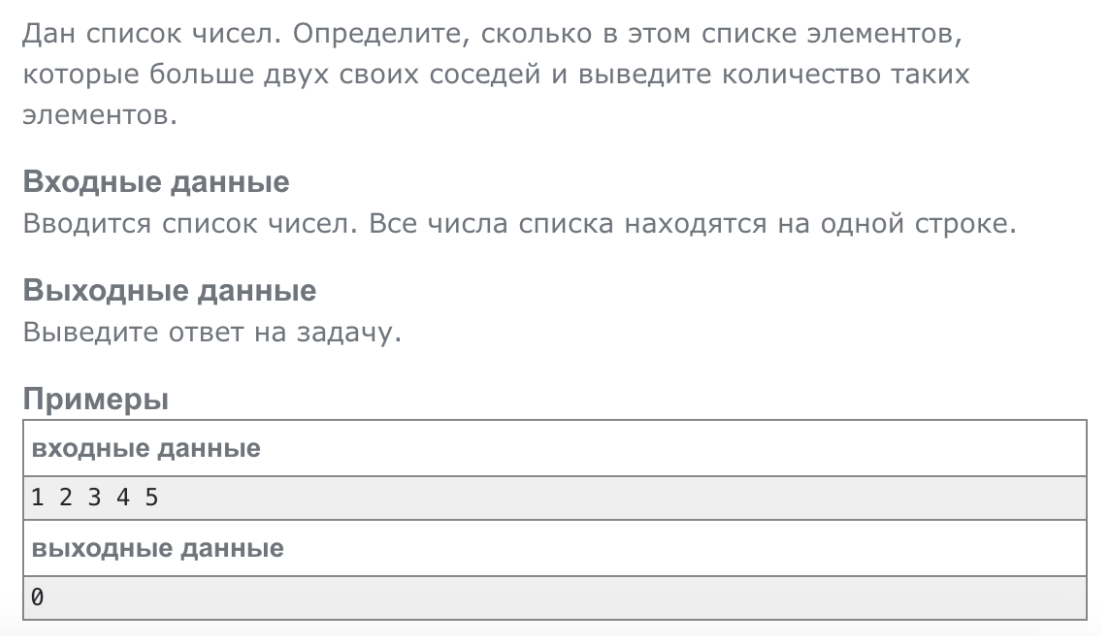 Дан список чисел. Определите, сколько в этом списке элементов,
которые больше двух своих соседей и выведите количество таких
элементов.
Входные данные
Вводится список чисел. Все числа списка находятся на одной строке.
Выходные данные
Выведите ответ на задачу.
Примеры
входные данные
1 2 3 4 5
выходные данные
0